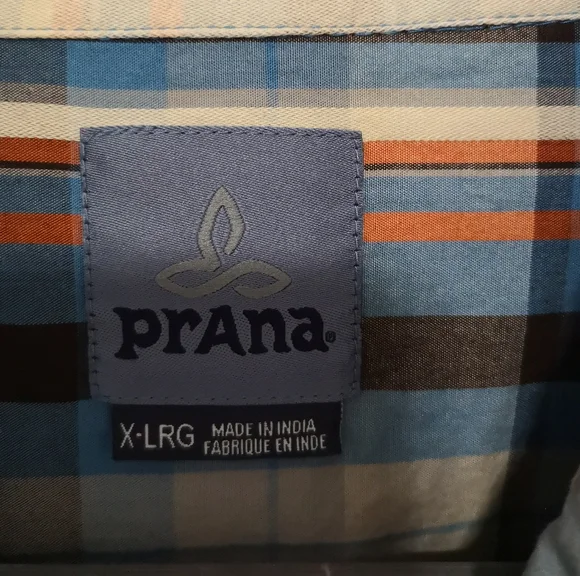 prAna®
X-LRG
MADE IN INDIA
FABRIQUE EN INDE